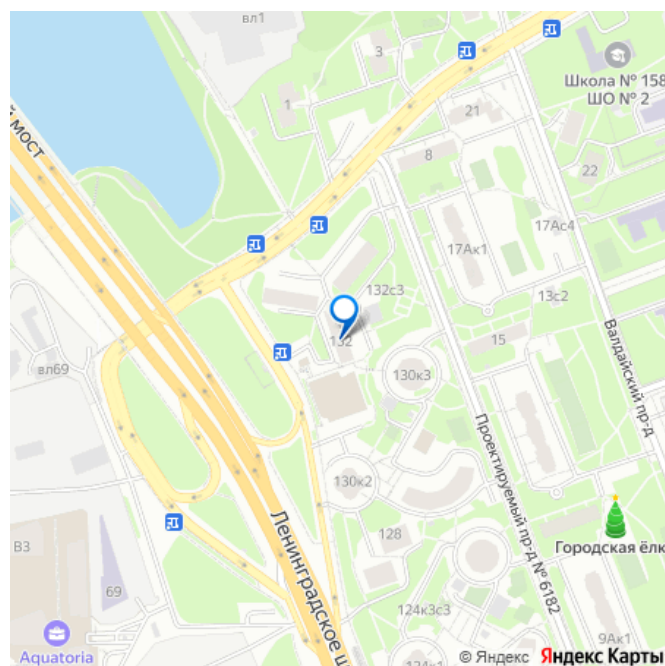 вл1
3
Школа № 158
ШО № 2
1
21
й мост
8
22
17Ас4
17Ак1
132с3
13с2
132
15
Валдайский пр-д
вл69
130к3
Проектируемый пр-д № 6182
130к2
Ленинградское ш
128
В3
Городская ёлк
69
124к3с3
9Ак1
Aquatoria
124к1
© Яндекс Яндекс Карты